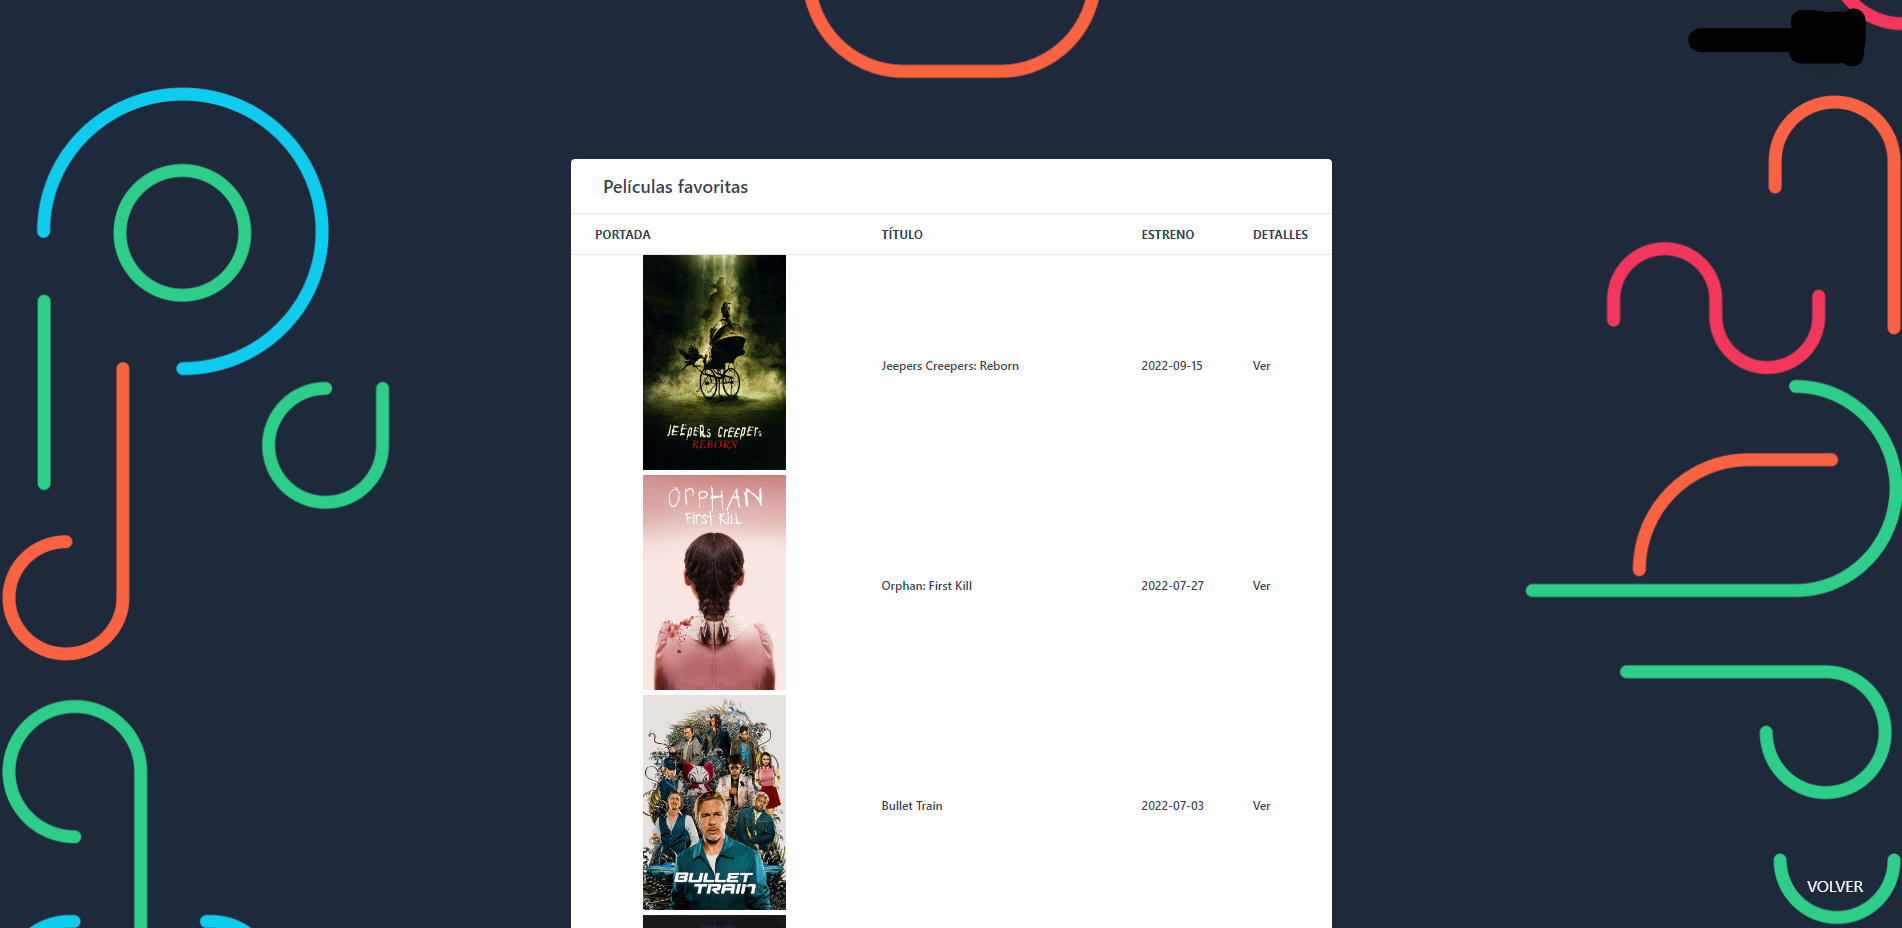 Películas favoritas
PORTADA TÍTULO ESTRENO DETALLES
JEEPERS CREEPERS
REBORN
Jeepers Creepers: Reborn 2022-09-15 Ver
ORPHAN
FIRST KILL
Orphan: First Kill 2022-07-27 Ver
BULLET
TRAIN
Bullet Train 2022-07-03 Ver
VOLVER